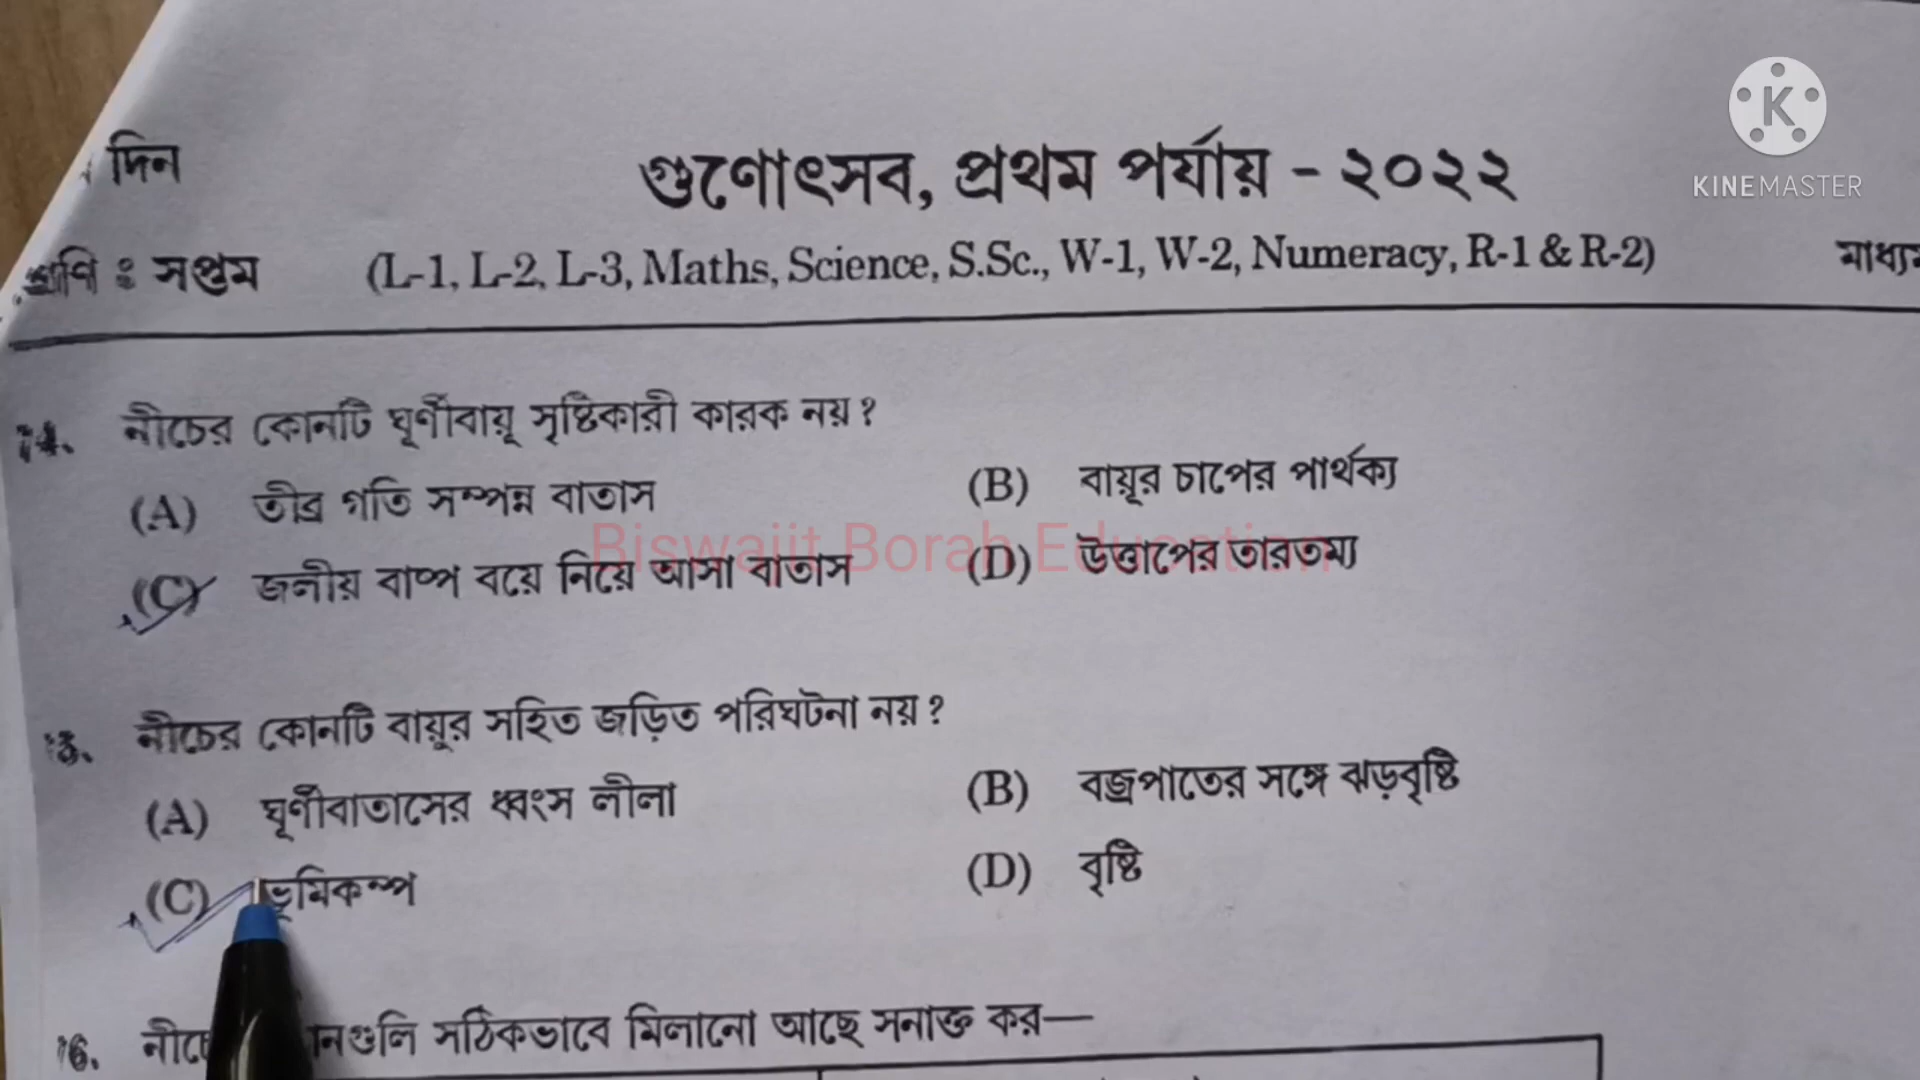 দিন
গুণোৎসব, প্রথম পর্যায় - ২০২২
KINEMASTER
শ্রেণি ঃ সপ্তম (L-1, L-2, L-3, Maths, Science, S.Sc., W-1, W-2, Numeracy, R-1 & R-2) মাধ্যম
74. নীচের কোনটি ঘূর্ণীবায়ূ সৃষ্টিকারী কারক নয় ?
(A) তীব্র গতি সম্পন্ন বাতাস (B) বায়ূর চাপের পার্থক্য
(C) জলীয় বাষ্প বয়ে নিয়ে আসা বাতাস (D) উত্তাপের তারতম্য
Biswajit Borah Education
নীচের কোনটি বায়ূর সহিত জড়িত পরিঘটনা নয় ?
(A) ঘূর্ণীবাতাসের ধ্বংস লীলা (B) বজ্রপাতের সঙ্গে ঝড়বৃষ্টি
(C) ভূমিকম্প (D) বৃষ্টি
সঠিকভাবে মিলানো আছে সনাক্ত কর—